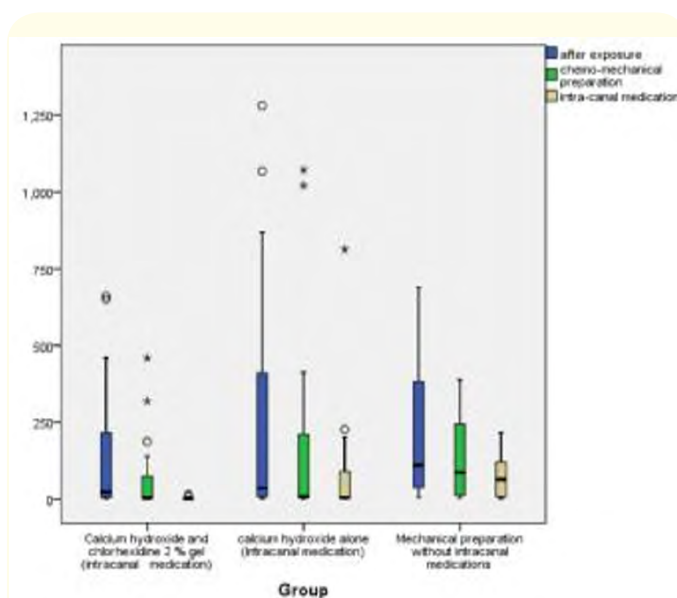 after exposure
chemo-mechanical
preparation
intra-canal medication
1,250
1,000
750
500
250
0
Calcium hydroxide and
chlorhexidine 2 % gel
(intracanal medication)
calcium hydroxide alone
(Intracanal medication)
Mechanical preparation
without intracanal
medications
Group